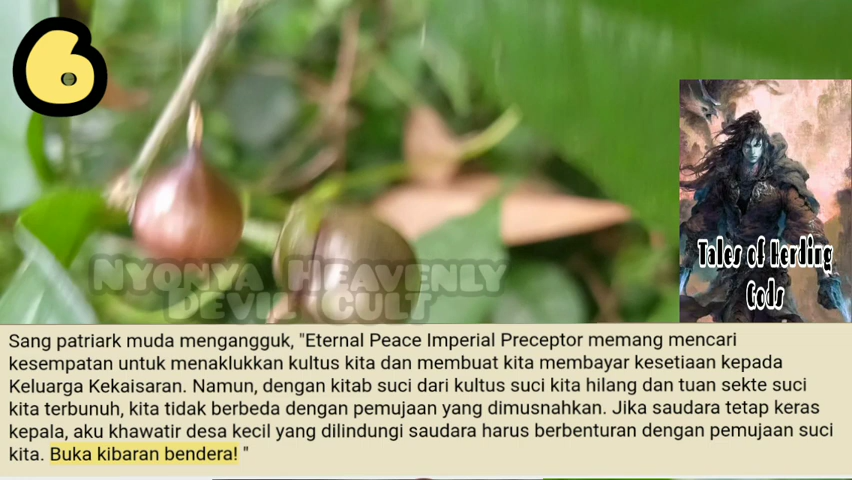 6
Tales of Herding
Gods
NYONYA HEAVENLY
DEVIL CULT
Sang patriark muda mengangguk, "Eternal Peace Imperial Preceptor memang mencari
kesempatan untuk menaklukkan kultus kita dan membuat kita membayar kesetiaan kepada
Keluarga Kekaisaran. Namun, dengan kitab suci dari kultus suci kita hilang dan tuan sekte suci
kita terbunuh, kita tidak berbeda dengan pemujaan yang dimusnahkan. Jika saudara tetap keras
kepala, aku khawatir desa kecil yang dilindungi saudara harus berbenturan dengan pemujaan suci
kita. Buka kibaran bendera! "